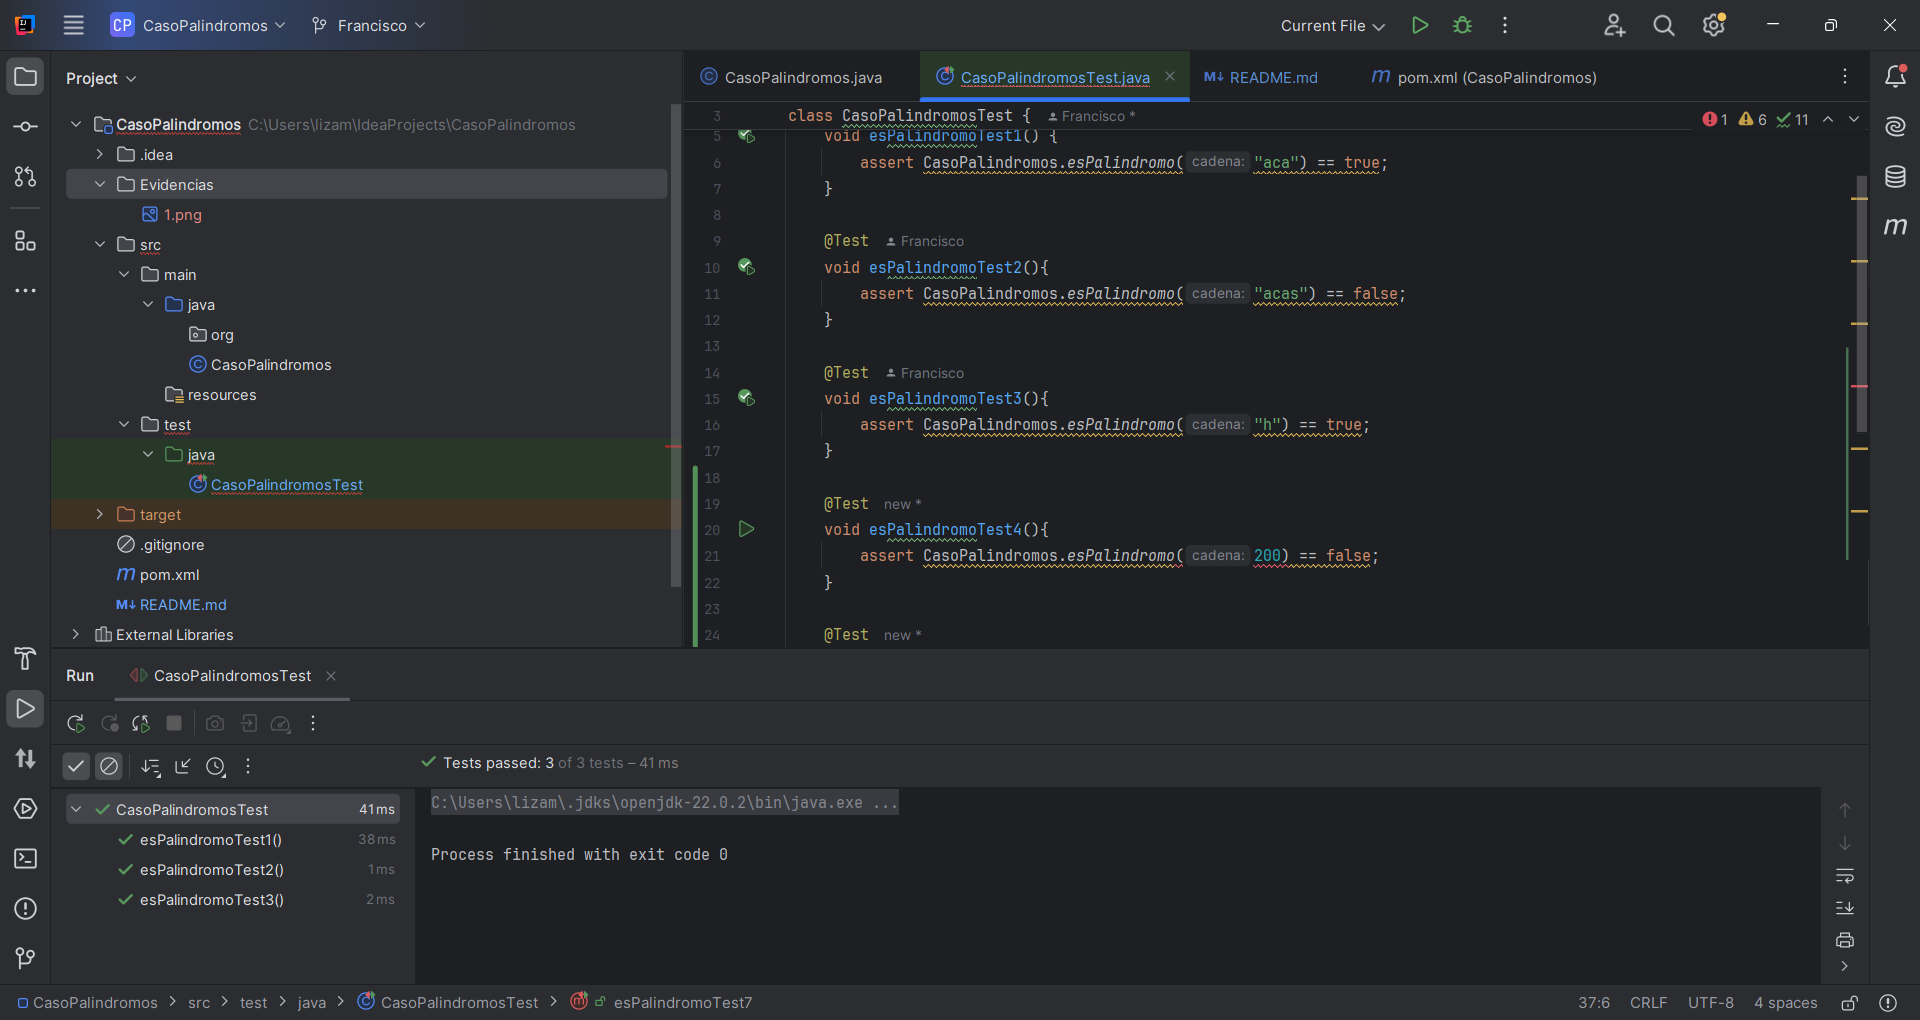 CP CasoPalindromos Francisco Current File
Project
CasoPalindromos.java CasoPalindromosTest.java M↓ README.md m pom.xml (CasoPalindromos)
CasoPalindromos C:\Users\lizam\IdeaProjects\CasoPalindromos
.idea
Evidencias
1.png
src
main
java
org
CasoPalindromos
resources
test
java
CasoPalindromosTest
target
.gitignore
m pom.xml
M↓ README.md
External Libraries
3 class CasoPalindromosTest { Francisco *
1 6 11
5 void esPalindromoTest1() {
6 assert CasoPalindromos.esPalindromo( cadena: "aca") == true;
7 }
8
9 @Test Francisco
10 void esPalindromoTest2(){
11 assert CasoPalindromos.esPalindromo( cadena: "acas") == false;
12 }
13
14 @Test Francisco
15 void esPalindromoTest3(){
16 assert CasoPalindromos.esPalindromo( cadena: "h") == true;
17 }
18
19 @Test new *
20 void esPalindromoTest4(){
21 assert CasoPalindromos.esPalindromo( cadena: 200) == false;
22 }
23
24 @Test new *
Run CasoPalindromosTest
Tests passed: 3 of 3 tests – 41 ms
CasoPalindromosTest 41 ms
esPalindromoTest1() 38 ms
esPalindromoTest2() 1 ms
esPalindromoTest3() 2 ms
C:\Users\lizam\.jdks\openjdk-22.0.2\bin\java.exe ...
Process finished with exit code 0
CasoPalindromos > src > test > java > CasoPalindromosTest > esPalindromoTest7
37:6 CRLF UTF-8 4 spaces